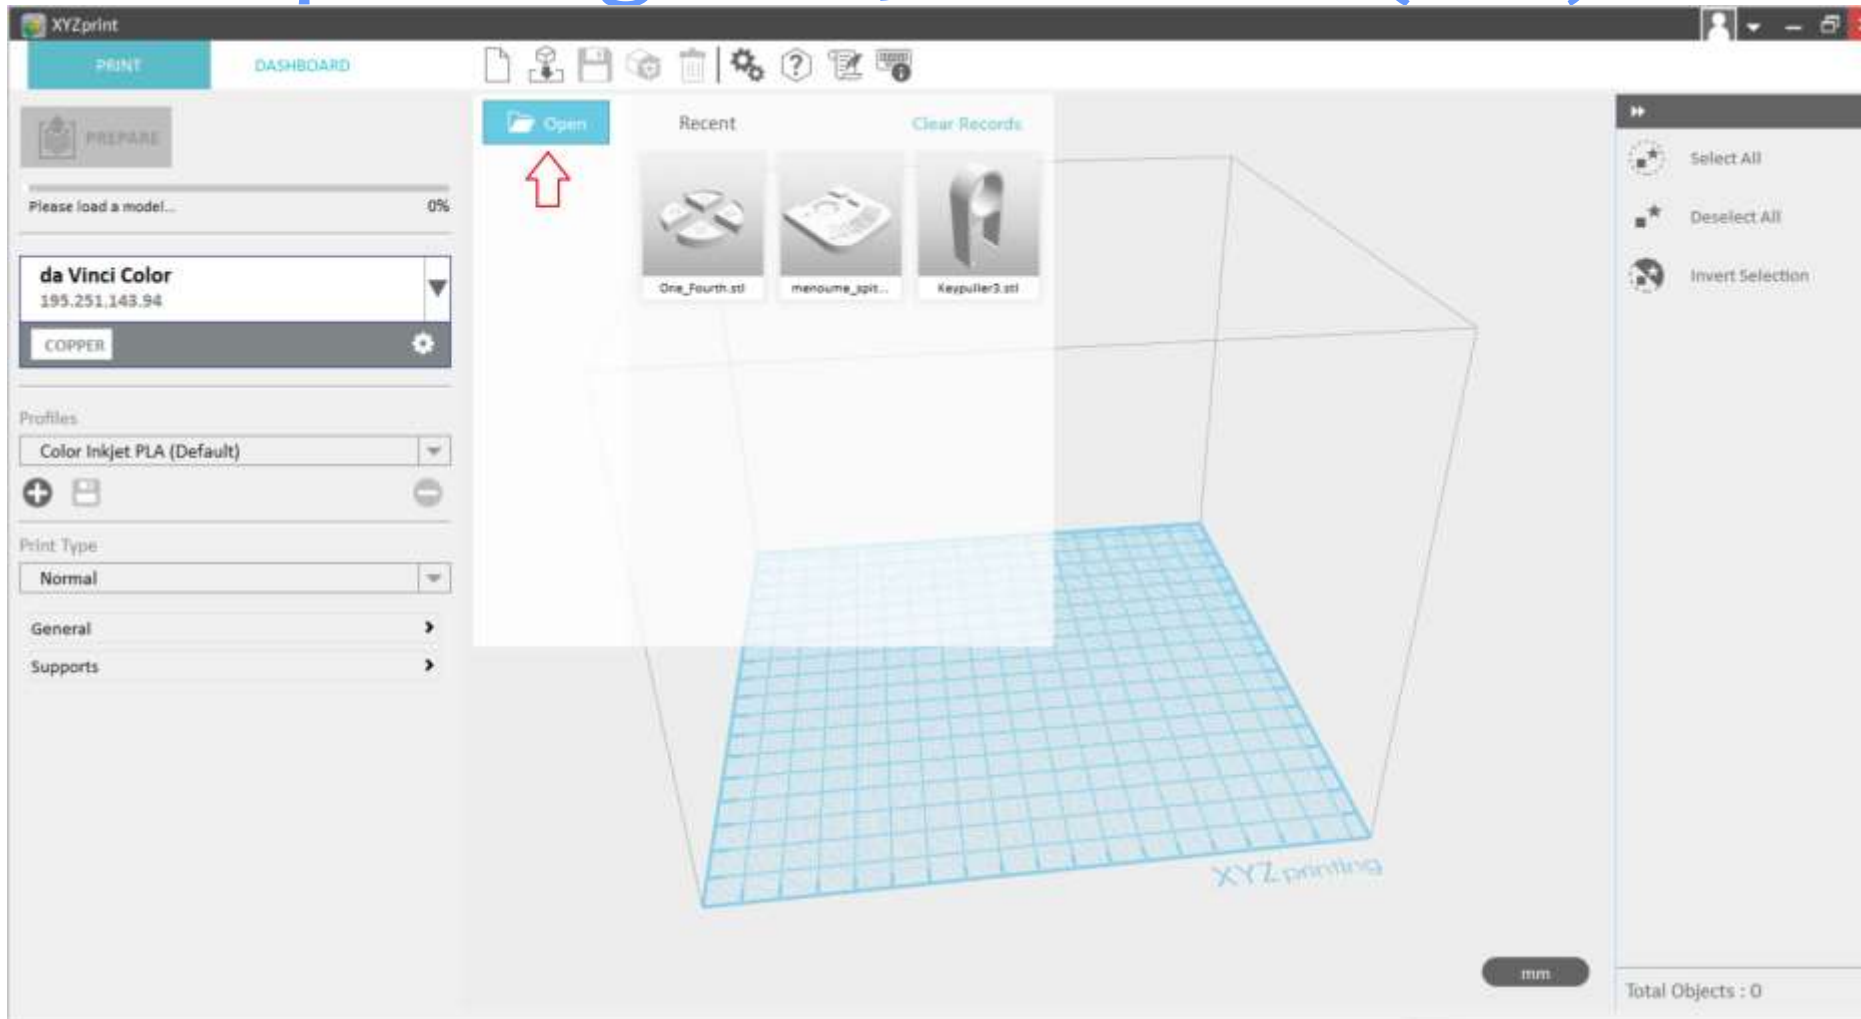 XYZprint
PRINT
DASHBOARD
PREPARE
Please load a model...
0%
da Vinci Color
195.251.143.94
COPPER
Profiles
Color Inkjet PLA (Default)
Print Type
Normal
General
Supports
Open
Recent
Clear Records
One_Fourth.stl
menoume_spit...
Keypuller3.stl
XYZprinting
mm
Select All
Deselect All
Invert Selection
Total Objects : 0